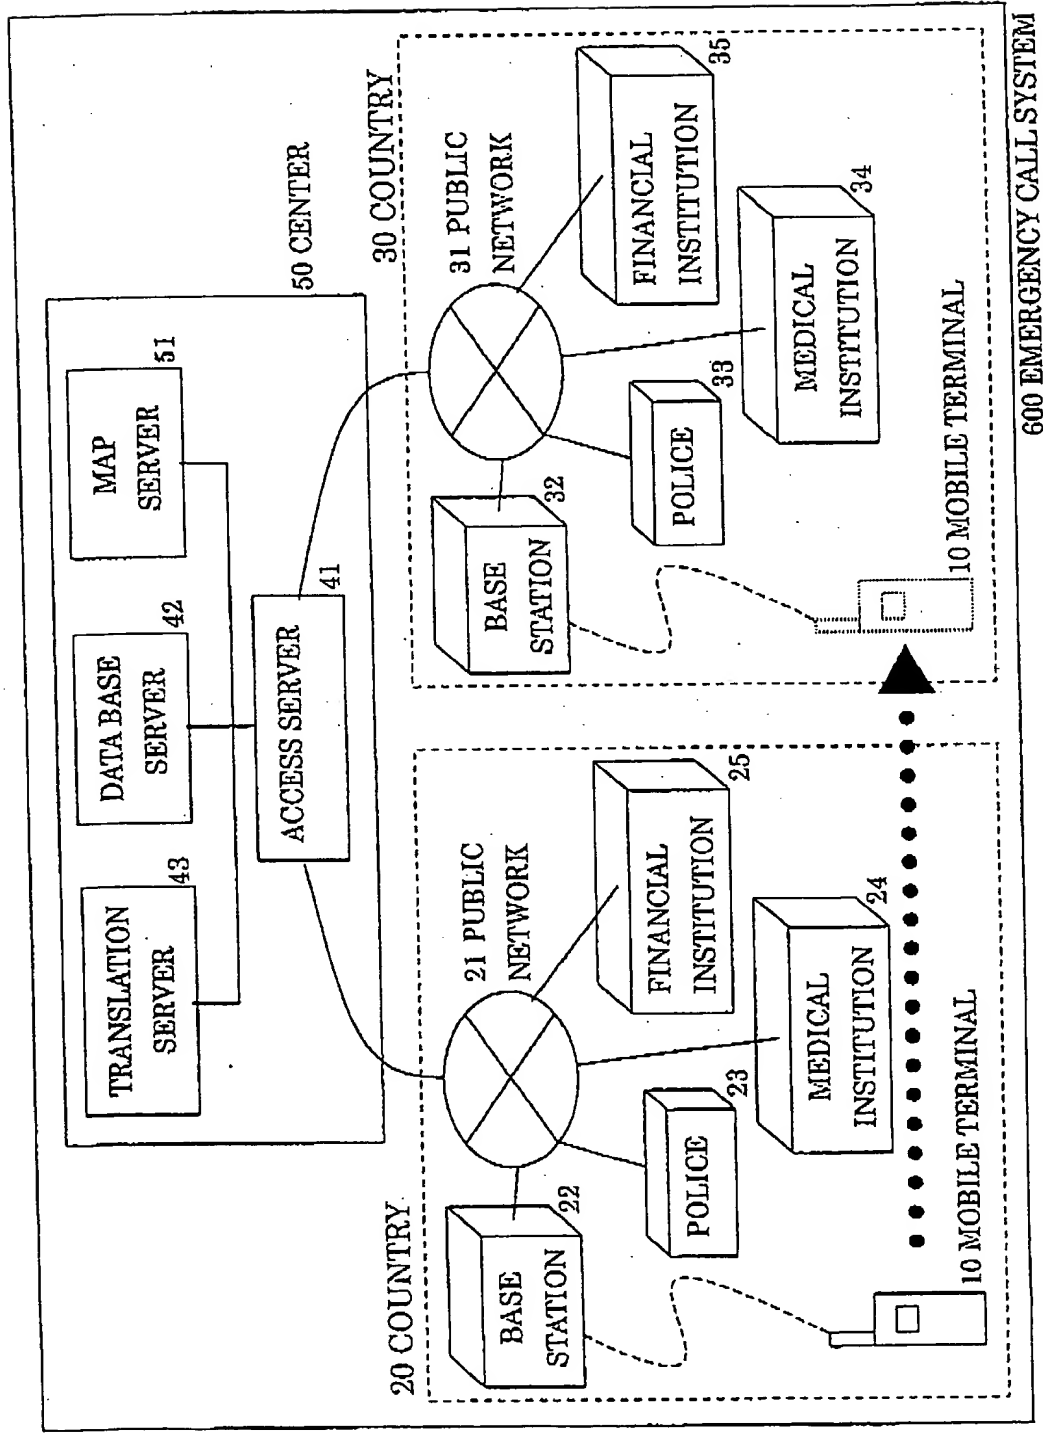 TRANSLATION
SERVER
43
DATA BASE
SERVER
42
MAP
SERVER
51
ACCESS SERVER
41
50 CENTER
20 COUNTRY
21 PUBLIC
NETWORK
BASE
STATION
22
POLICE
23
MEDICAL
INSTITUTION
24
FINANCIAL
INSTITUTION
25
10 MOBILE TERMINAL
30 COUNTRY
31 PUBLIC
NETWORK
BASE
STATION
32
POLICE
33
MEDICAL
INSTITUTION
34
FINANCIAL
INSTITUTION
35
10 MOBILE TERMINAL
600 EMERGENCY CALL SYSTEM